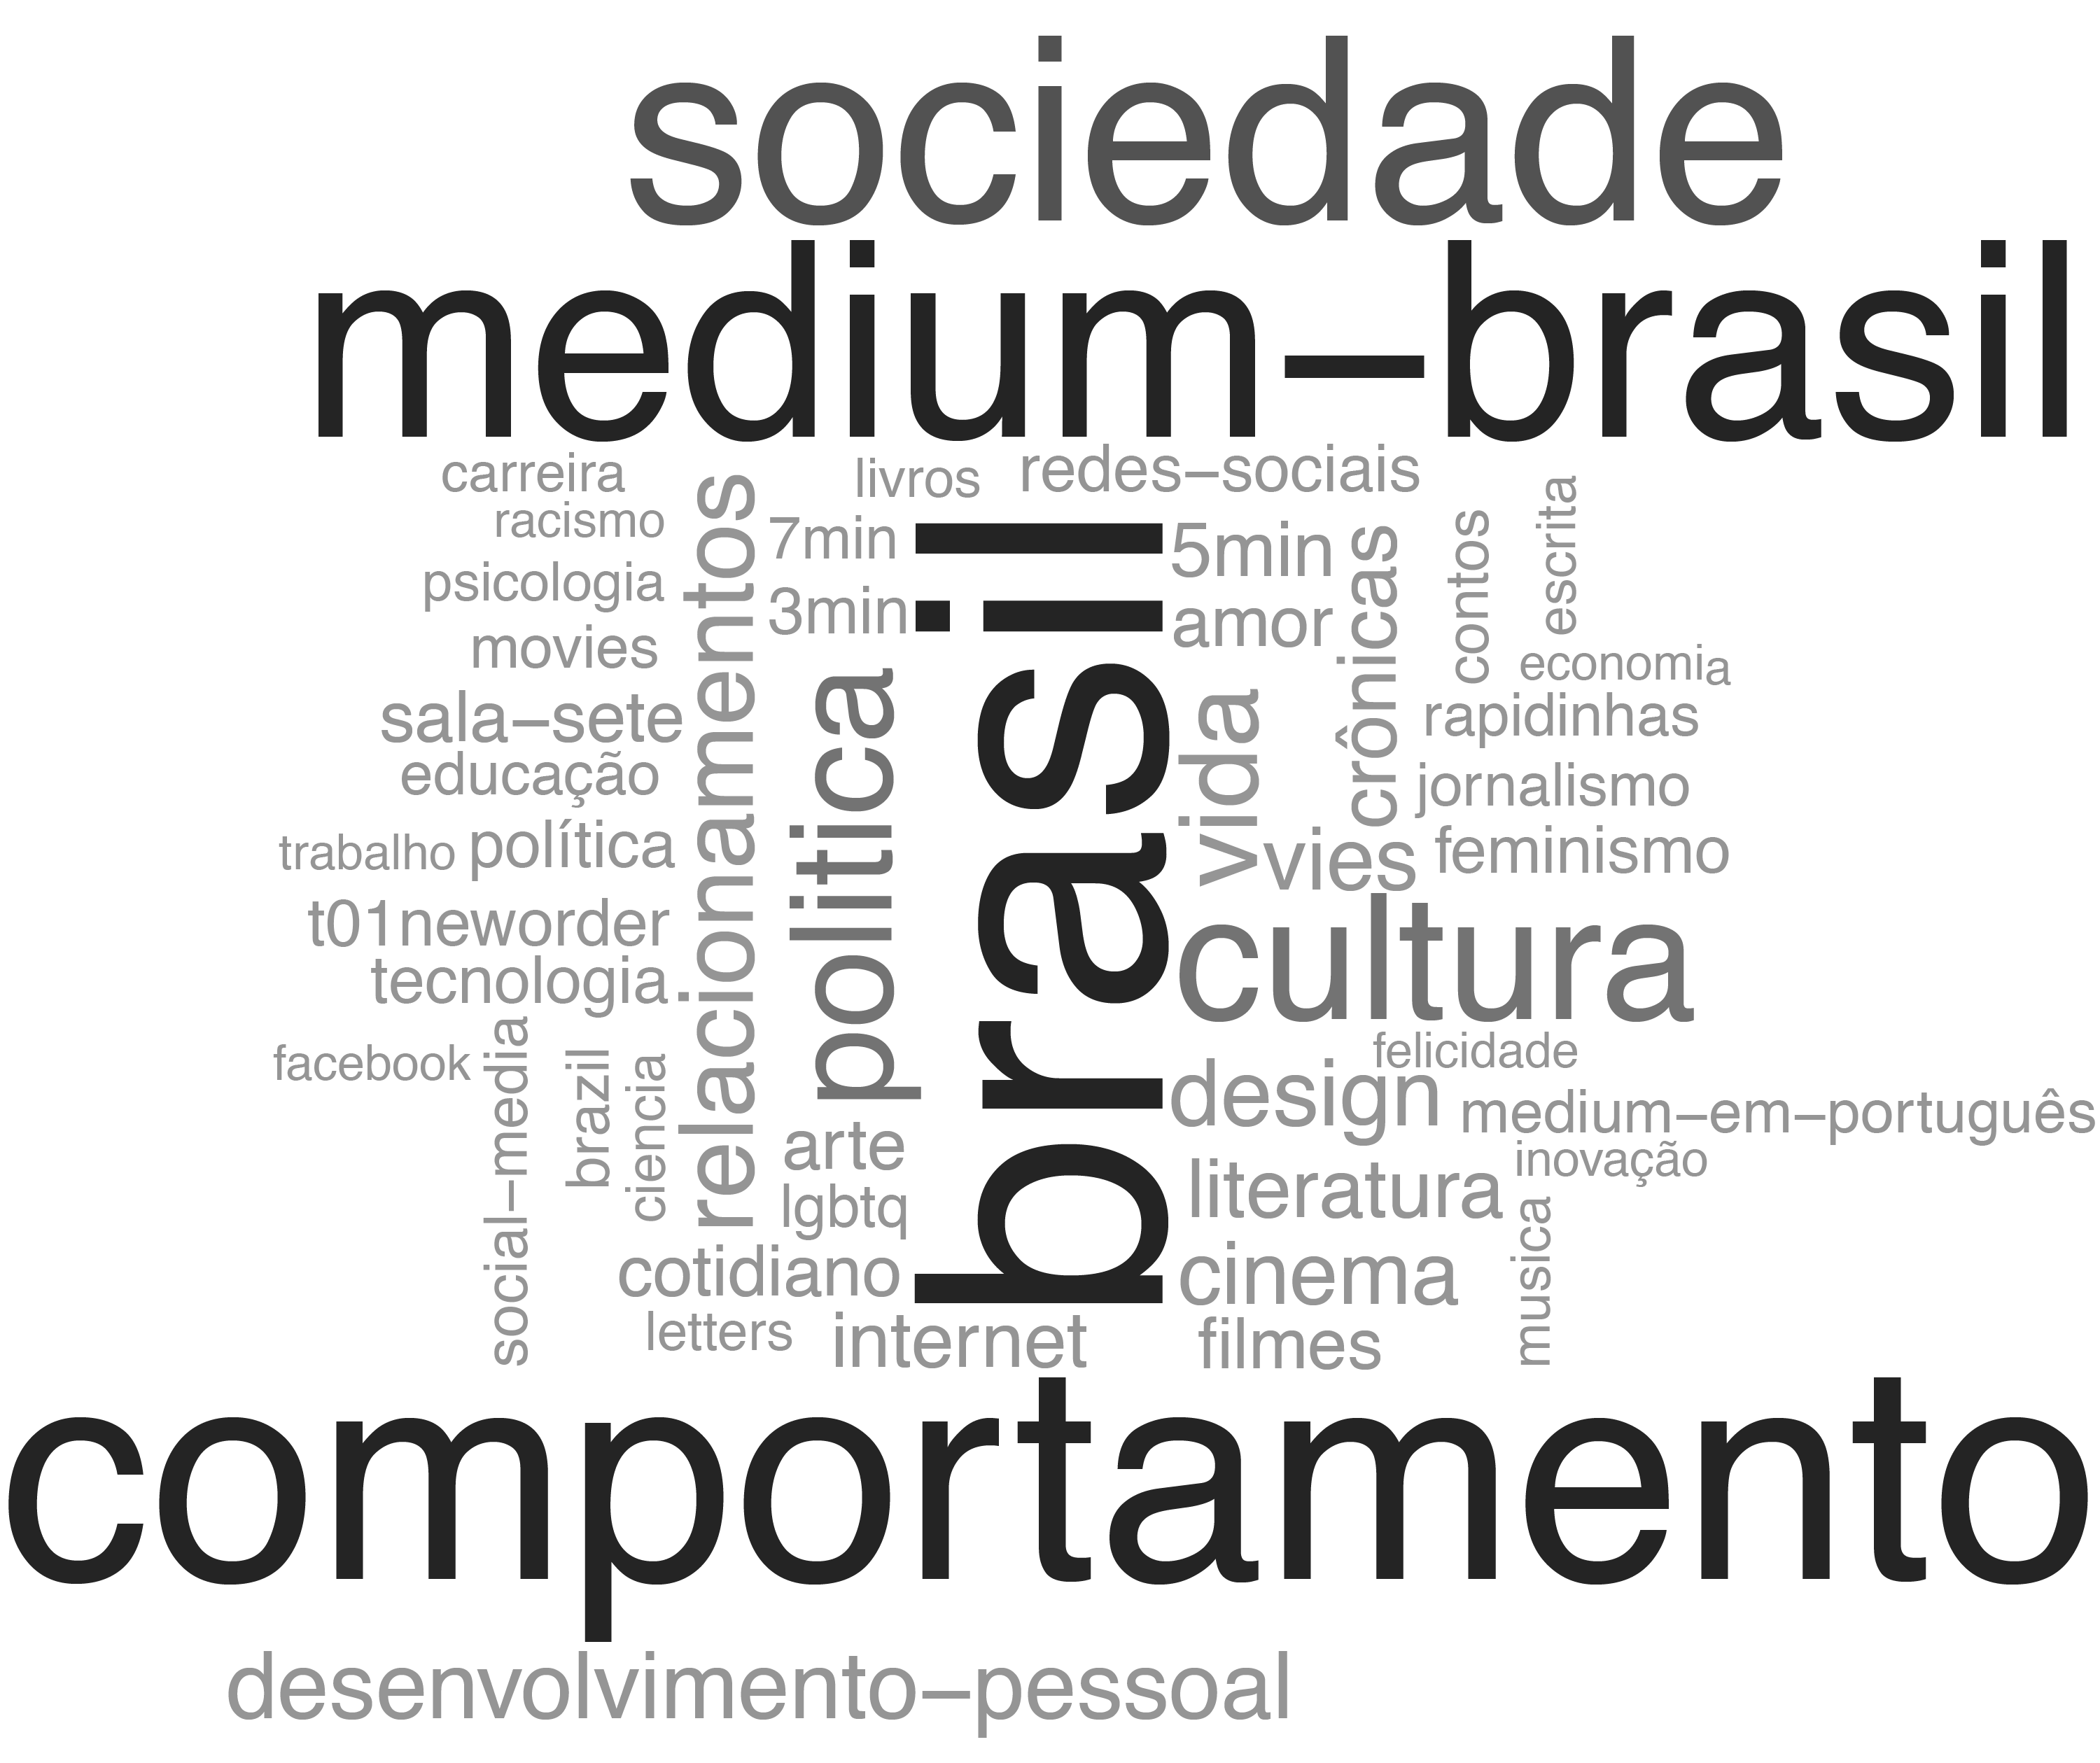 sociedade
medium-brasil
carreira
livros
redes-sociais
racismo
7min
5min
psicologia
3min
amor
relacionamentos
crônicas
contos
escrita
movies
economia
sala-sete
rapidinhas
educação
politica
brasil
vida
jornalismo
trabalho
política
vies
feminismo
t01neworder
cultura
tecnologia
facebook
social-media
brazil
ciencia
felicidade
design
medium-em-português
arte
literatura
inovação
lgbtq
musica
cotidiano
cinema
letters
internet
filmes
comportamento
desenvolvimento-pessoal